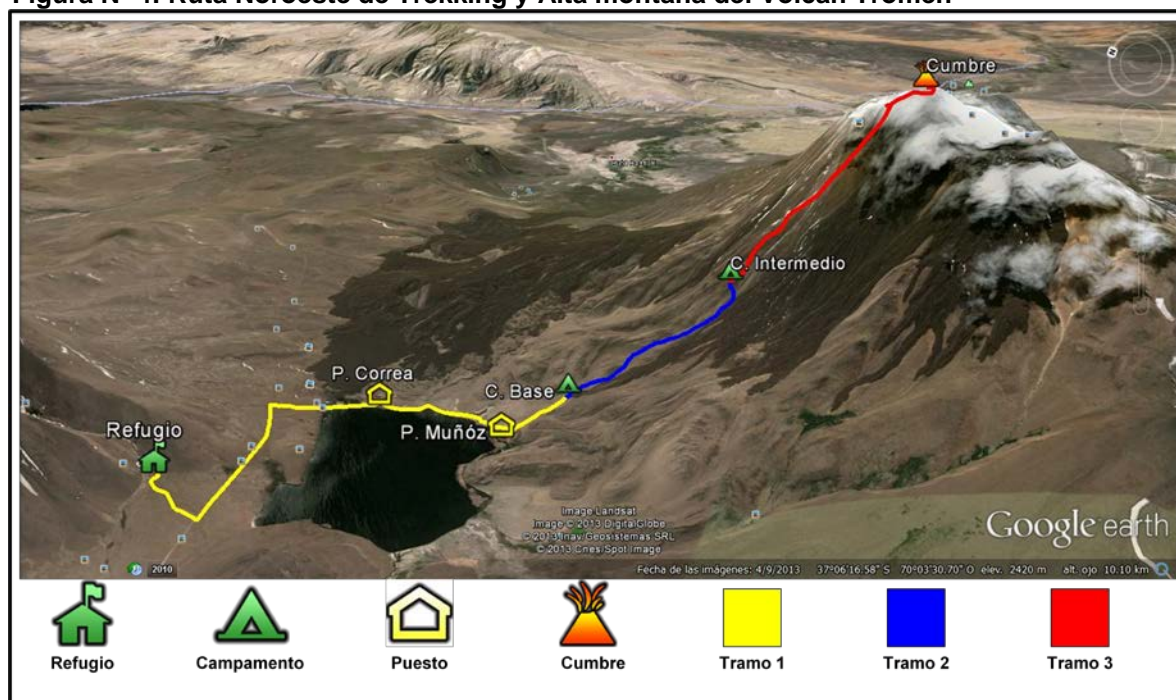 Figura N° 4: Ruta Noroeste de Trekking y Alta montaña del Volcán Tromen
Cumbre
C. Intermedio
P. Correa
C. Base
P. Muñóz
Refugio
Image Landsat
Image © 2013 DigitalGlobe
© 2013 Inav/Geosistemas SRL
© 2013 Cnes/Spot Image
Google earth
2010
Fecha de las imágenes: 4/9/2013 37°06'16.58" S 70°03'30.70" O elev. 2420 m alt. ojo 10.10 km
Refugio
Campamento
Puesto
Cumbre
Tramo 1
Tramo 2
Tramo 3